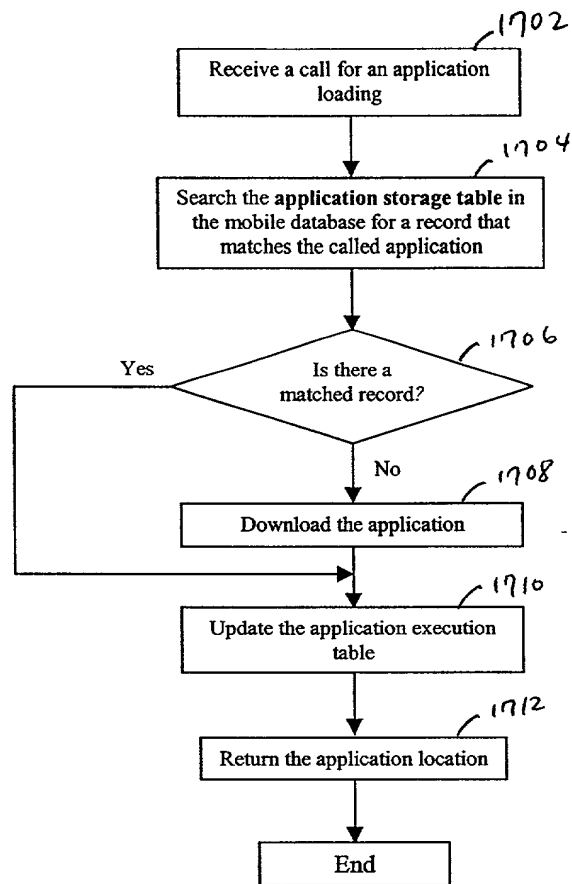 1702
Receive a call for an application
loading
1704
Search the application storage table in
the mobile database for a record that
matches the called application
1706
Yes
Is there a
matched record?
No
1708
Download the application
1710
Update the application execution
table
1712
Return the application location
End